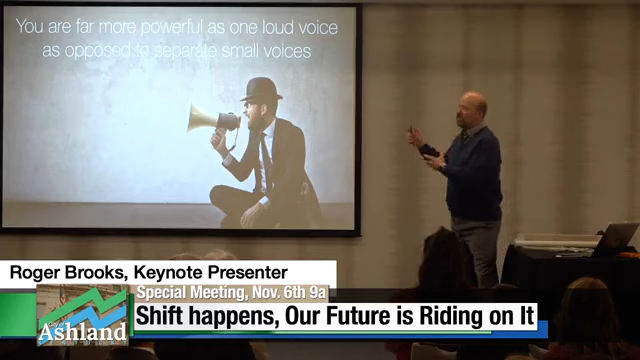 You are far more powerful as one loud voice
as opposed to separate small voices
Roger Brooks, Keynote Presenter
Special Meeting, Nov. 6th 9a
Shift happens, Our Future is Riding on It
Ashland